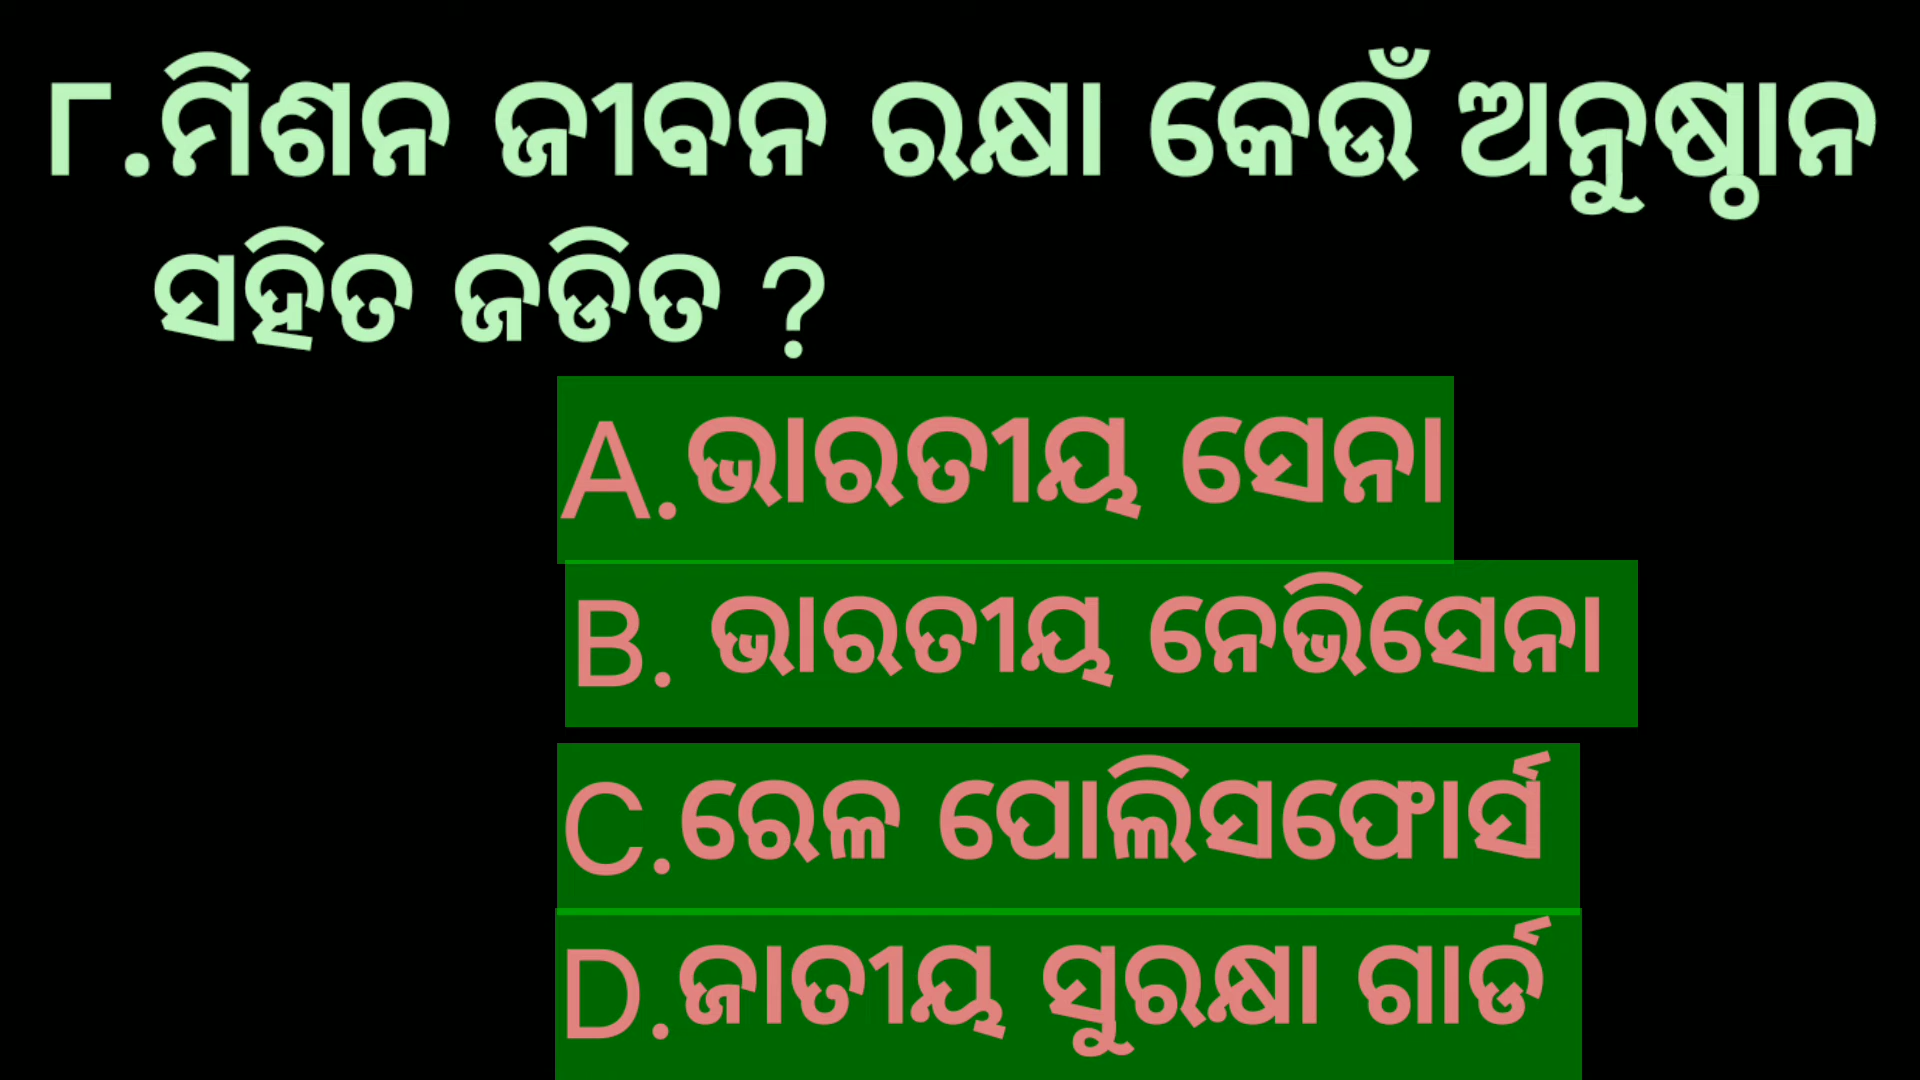 ୮.ମିଶନ ଜୀବନ ରକ୍ଷା କେଉଁ ଅନୁଷ୍ଠାନ
ସହିତ ଜଡିତ ?
A.ଭାରତୀୟ ସେନା
B. ଭାରତୀୟ ନେଭିସେନା
C.ରେଳ ପୋଲିସଫୋର୍ସ
D.ଜାତୀୟ ସୁରକ୍ଷା ଗାର୍ଡ